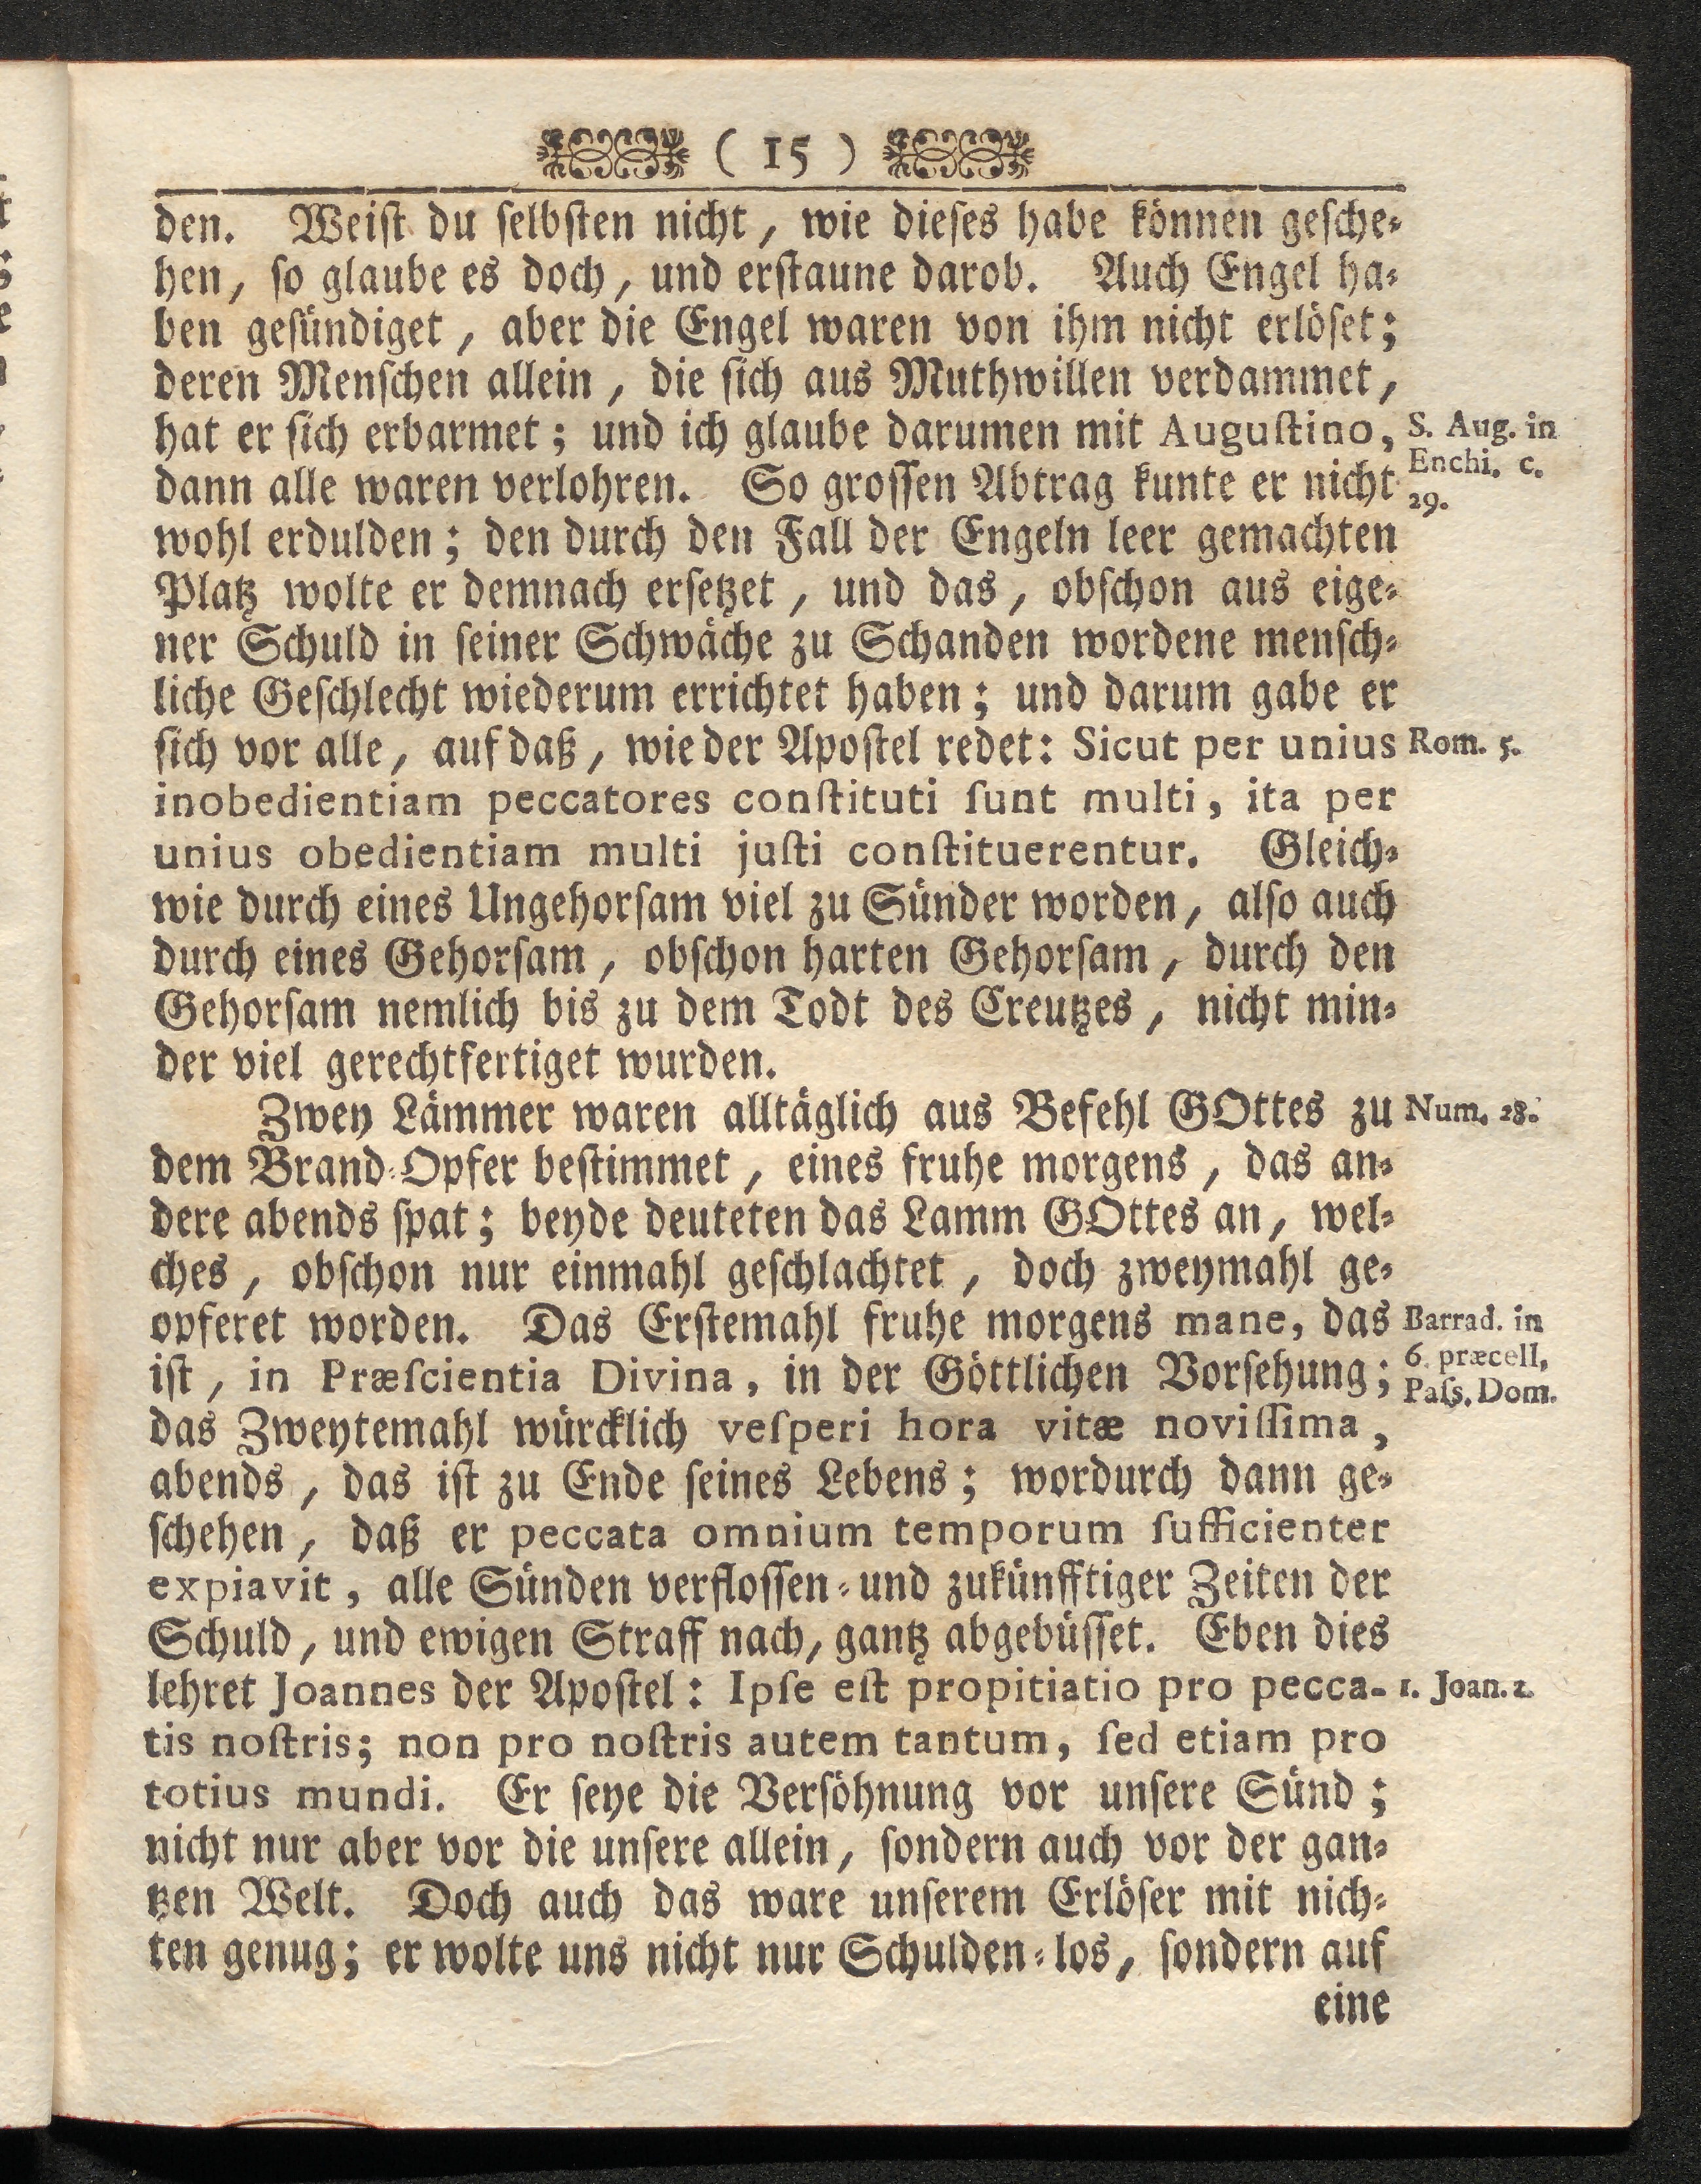 ( 15 )
den. Weist du selbsten nicht, wie dieses habe können gesche-
hen, so glaube es doch, und erstaune darob. Auch Engel ha-
ben gesündiget, aber die Engel waren von ihm nicht erlöset;
deren Menschen allein, die sich aus Muthwillen verdammet,
hat er sich erbarmet; und ich glaube darumen mit Augustino,
S. Aug. in
Enchi. c.
29.
dann alle waren verlohren. So grossen Abtrag kunte er nicht
wohl erdulden; den durch den Fall der Engeln leer gemachten
Platz wolte er demnach ersetzet, und das, obschon aus eige-
ner Schuld in seiner Schwäche zu Schanden wordene mensch-
liche Geschlecht wiederum errichtet haben; und darum gabe er
sich vor alle, auf daß, wie der Apostel redet: Sicut per unius
Rom. 5.
inobedientiam peccatores constituti sunt multi, ita per
unius obedientiam multi justi constituerentur. Gleich-
wie durch eines Ungehorsam viel zu Sünder worden, also auch
durch eines Gehorsam, obschon harten Gehorsam, durch den
Gehorsam nemlich bis zu dem Todt des Creutzes, nicht min-
der viel gerechtfertiget wurden.
Zwey Lämmer waren alltäglich aus Befehl GOttes zu
Num. 28.
dem Brand-Opfer bestimmet, eines fruhe morgens, das an-
dere abends spat; beyde deuteten das Lamm GOttes an, wel-
ches, obschon nur einmahl geschlachtet, doch zweymahl ge-
opferet worden. Das Erstemahl fruhe morgens mane, das
Barrad. in
6. præcell,
Pass. Dom.
ist, in Præscientia Divina, in der Göttlichen Vorsehung;
das Zweytemahl würcklich vesperi hora vitæ novissima,
abends, das ist zu Ende seines Lebens; wordurch dann ge-
schehen, daß er peccata omnium temporum sufficienter
expiavit, alle Sünden verflossen- und zukünfftiger Zeiten der
Schuld, und ewigen Straff nach, gantz abgebüsset. Eben dies
lehret Joannes der Apostel: Ipse est propitiatio pro pecca-
1. Joan. 2.
tis nostris; non pro nostris autem tantum, sed etiam pro
totius mundi. Er seye die Versöhnung vor unsere Sünd;
nicht nur aber vor die unsere allein, sondern auch vor der gan-
tzen Welt. Doch auch das ware unserem Erlöser mit nich-
ten genug; er wolte uns nicht nur Schulden-los, sondern auf
eine